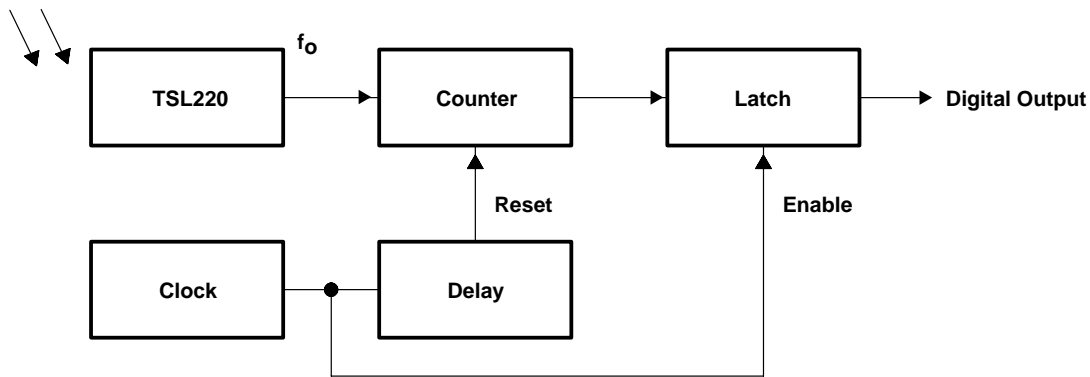 fo
TSL220
Counter
Latch
Digital Output
Reset
Enable
Clock
Delay